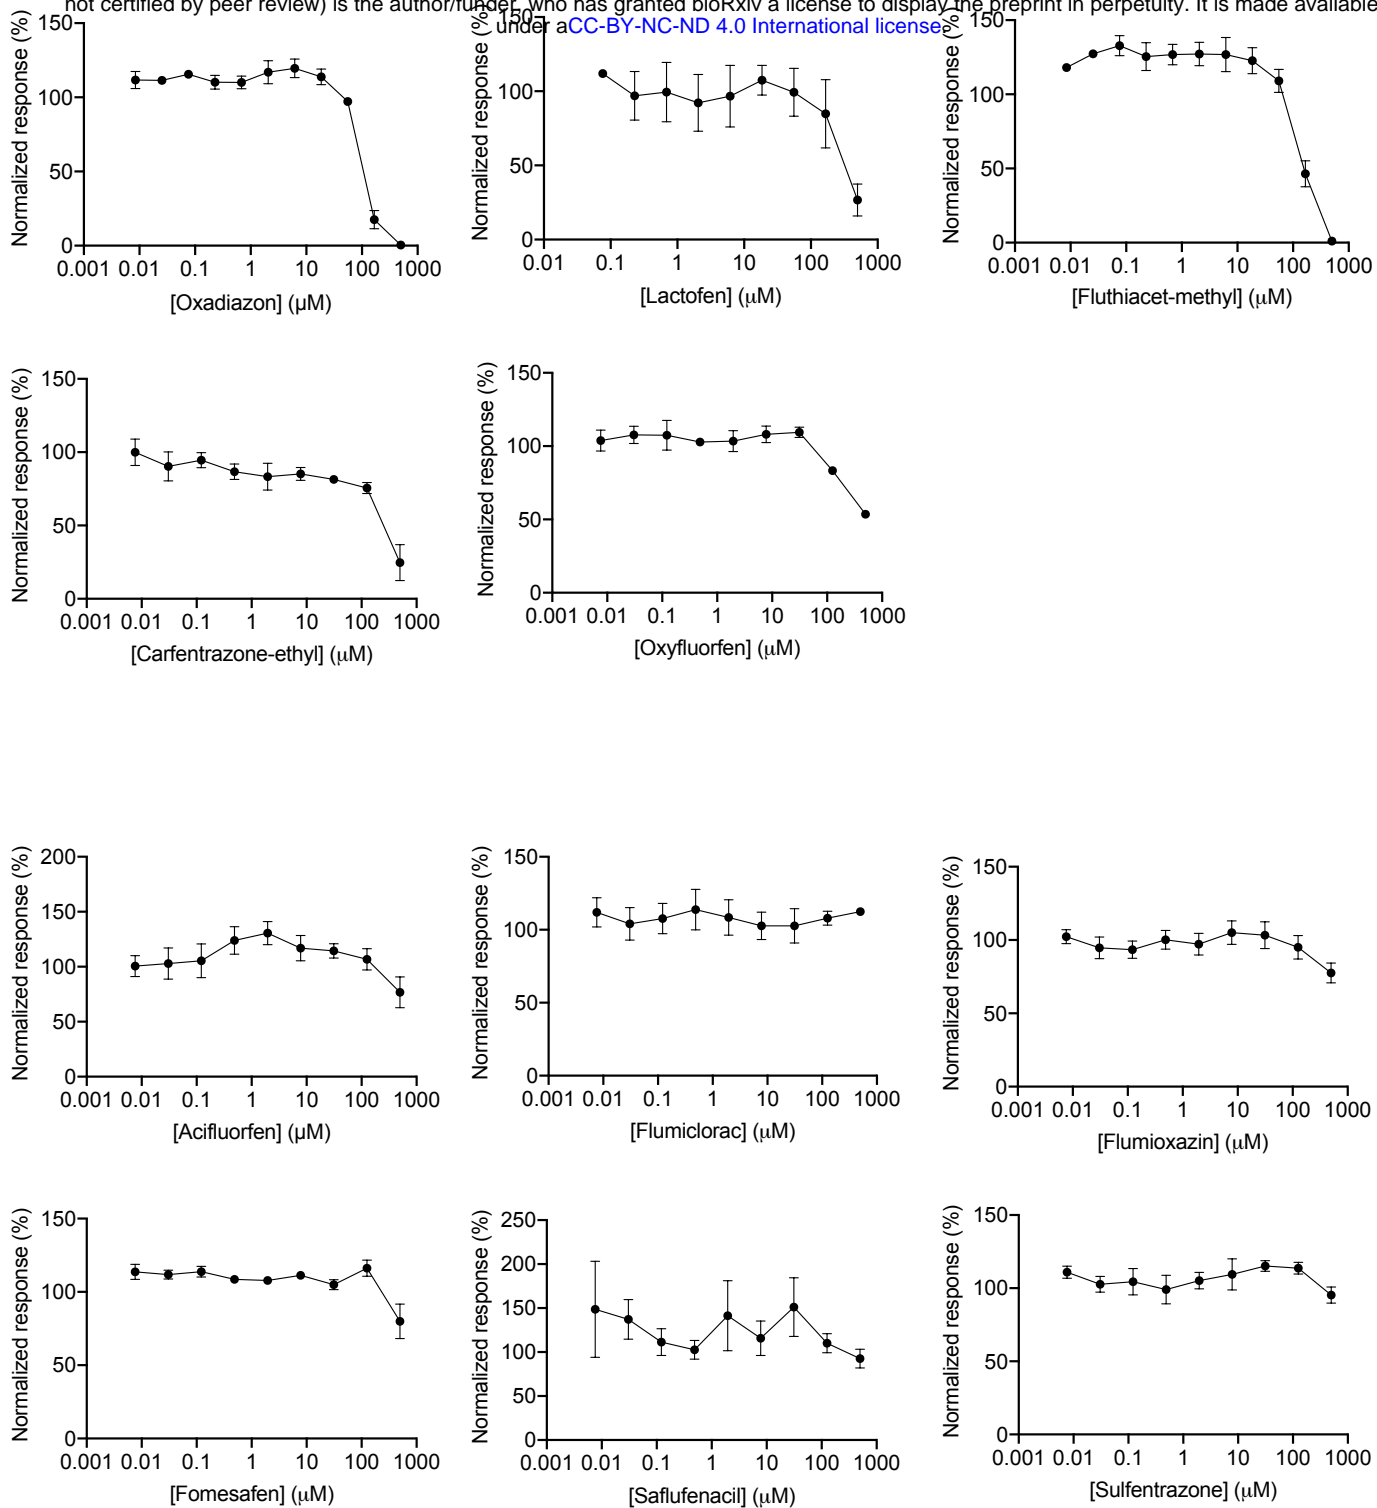 not certified by peer review) is the author/funder, who has granted bioRxiv a license to display the preprint in perpetuity. It is made available
under aCC-BY-NC-ND 4.0 International license.
Normalized response (%)
150
100
50
0
0.001 0.01 0.1 1 10 100 1000
[Oxadiazon] (µM)
Normalized response (%)
150
100
50
0
0.01 0.1 1 10 100 1000
[Lactofen] (µM)
Normalized response (%)
150
100
50
0
0.001 0.01 0.1 1 10 100 1000
[Fluthiacet-methyl] (µM)
Normalized response (%)
150
100
50
0
0.001 0.01 0.1 1 10 100 1000
[Carfentrazone-ethyl] (µM)
Normalized response (%)
150
100
50
0
0.001 0.01 0.1 1 10 100 1000
[Oxyfluorfen] (µM)
Normalized response (%)
200
150
100
50
0
0.001 0.01 0.1 1 10 100 1000
[Acifluorfen] (µM)
Normalized response (%)
150
100
50
0
0.001 0.01 0.1 1 10 100 1000
[Flumiclorac] (µM)
Normalized response (%)
150
100
50
0
0.001 0.01 0.1 1 10 100 1000
[Flumioxazin] (µM)
Normalized response (%)
150
100
50
0
0.001 0.01 0.1 1 10 100 1000
[Fomesafen] (µM)
Normalized response (%)
250
200
150
100
50
0
0.001 0.01 0.1 1 10 100 1000
[Saflufenacil] (µM)
Normalized response (%)
150
100
50
0
0.001 0.01 0.1 1 10 100 1000
[Sulfentrazone] (µM)